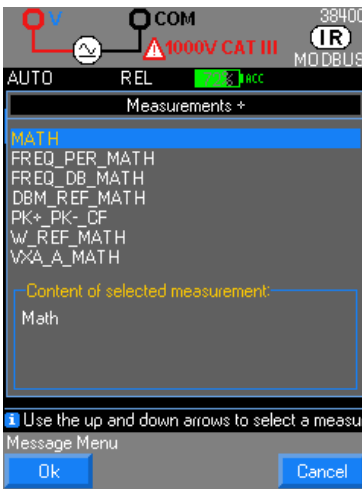 V COM 38400
1000V CAT III (IR)
MODBUS
AUTO REL ACC
Measurements +
MATH
FREQ_PER_MATH
FREQ_DB_MATH
DBM_REF_MATH
PK+_PK-_CF
W_REF_MATH
VXA_A_MATH
Content of selected measurement:
Math
Use the up and down arrows to select a measu
Message Menu
Ok Cancel